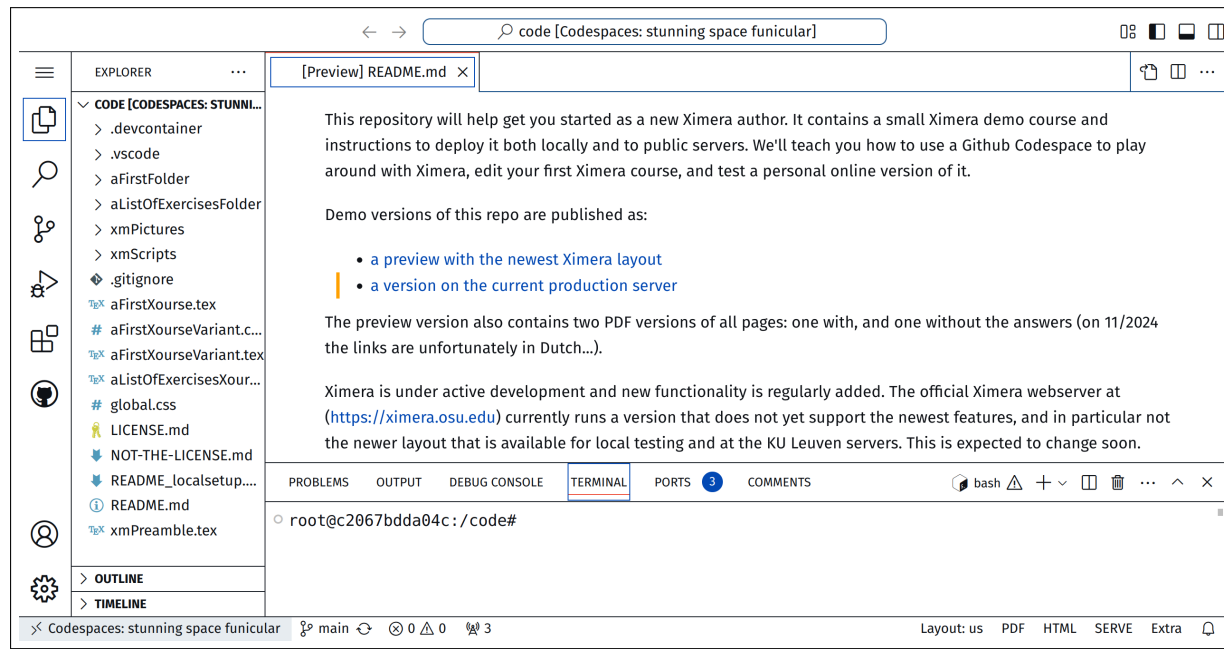 code [Codespaces: stunning space funicular]
EXPLORER
CODE [CODESPACES: STUNNI...
.devcontainer
.vscode
aFirstFolder
aListOfExercisesFolder
xmPictures
xmScripts
.gitignore
TEX aFirstXourse.tex
# aFirstXourseVariant.c...
TEX aFirstXourseVariant.tex
TEX aListOfExercisesXour...
# global.css
LICENSE.md
NOT-THE-LICENSE.md
README_localsetup....
README.md
TEX xmPreamble.tex
OUTLINE
TIMELINE
[Preview] README.md
This repository will help get you started as a new Ximera author. It contains a small Ximera demo course and
instructions to deploy it both locally and to public servers. We'll teach you how to use a Github Codespace to play
around with Ximera, edit your first Ximera course, and test a personal online version of it.
Demo versions of this repo are published as:
• a preview with the newest Ximera layout
• a version on the current production server
The preview version also contains two PDF versions of all pages: one with, and one without the answers (on 11/2024
the links are unfortunately in Dutch...).
Ximera is under active development and new functionality is regularly added. The official Ximera webserver at
(https://ximera.osu.edu) currently runs a version that does not yet support the newest features, and in particular not
the newer layout that is available for local testing and at the KU Leuven servers. This is expected to change soon.
PROBLEMS OUTPUT DEBUG CONSOLE TERMINAL PORTS 3 COMMENTS bash
root@c2067bdda04c:/code#
Codespaces: stunning space funicular main 0 0 3 Layout: us PDF HTML SERVE Extra